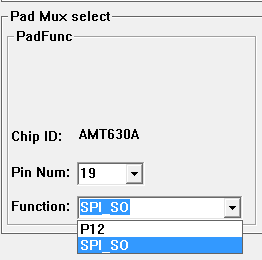 Pad Mux select
PadFunc
Chip ID: AMT630A
Pin Num: 19
Function: SPI_SO
P12
SPI_SO